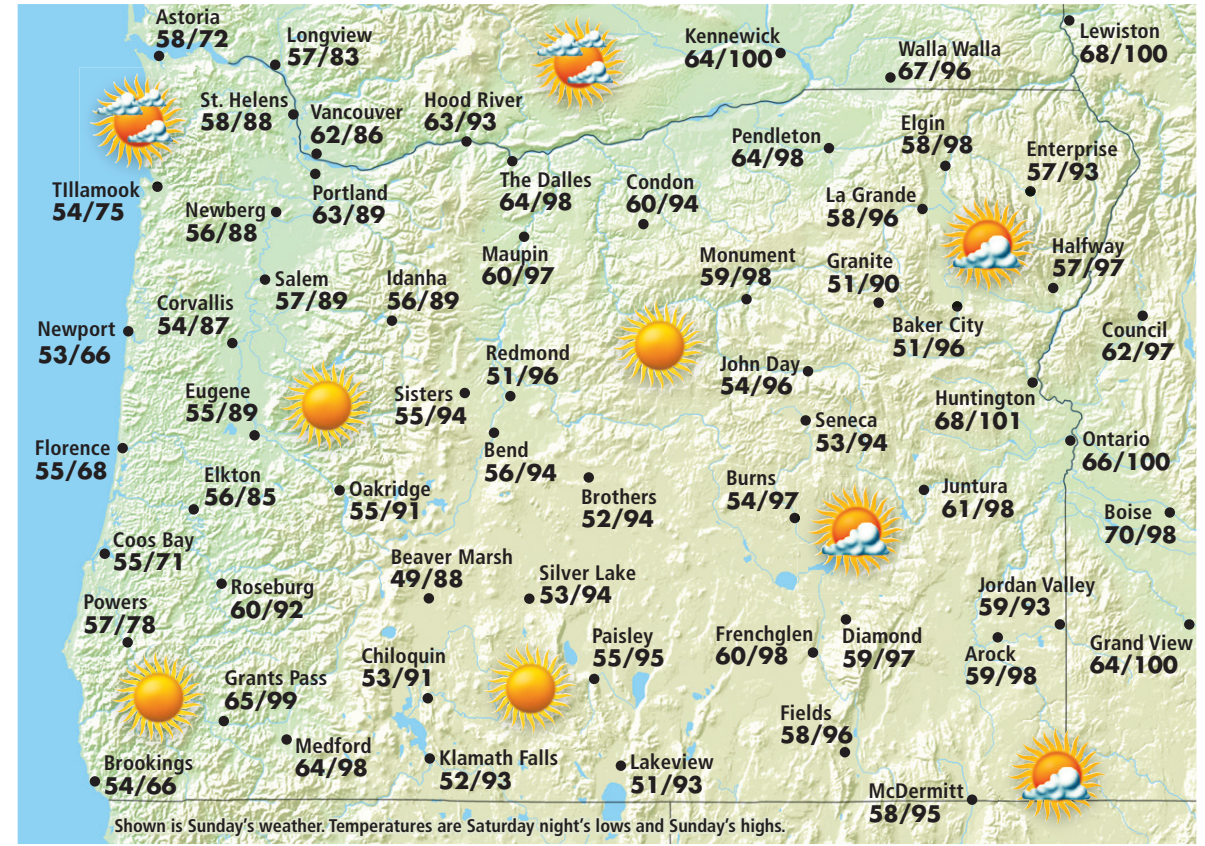 Astoria
58/72
Longview
57/83
Kennewick
64/100
Walla Walla
67/96
Lewiston
68/100
St. Helens
58/88
Vancouver
62/86
Hood River
63/93
Pendleton
64/98
Elgin
58/98
Enterprise
57/93
TIllamook
54/75
Newberg
56/88
Portland
63/89
The Dalles
64/98
Condon
60/94
La Grande
58/96
Maupin
60/97
Monument
59/98
Granite
51/90
Halfway
57/97
Salem
57/89
Idanha
56/89
Corvallis
54/87
Newport
53/66
Baker City
51/96
Council
62/97
Redmond
51/96
John Day
54/96
Eugene
55/89
Sisters
55/94
Huntington
68/101
Seneca
53/94
Florence
55/68
Bend
56/94
Ontario
66/100
Elkton
56/85
Oakridge
55/91
Brothers
52/94
Burns
54/97
Juntura
61/98
Boise
70/98
Coos Bay
55/71
Beaver Marsh
49/88
Silver Lake
53/94
Roseburg
60/92
Jordan Valley
59/93
Powers
57/78
Paisley
55/95
Frenchglen
60/98
Diamond
59/97
Arock
59/98
Grand View
64/100
Chiloquin
53/91
Grants Pass
65/99
Fields
58/96
Medford
64/98
Klamath Falls
52/93
Lakeview
51/93
Brookings
54/66
McDermitt
58/95
Shown is Sunday's weather. Temperatures are Saturday night's lows and Sunday's highs.